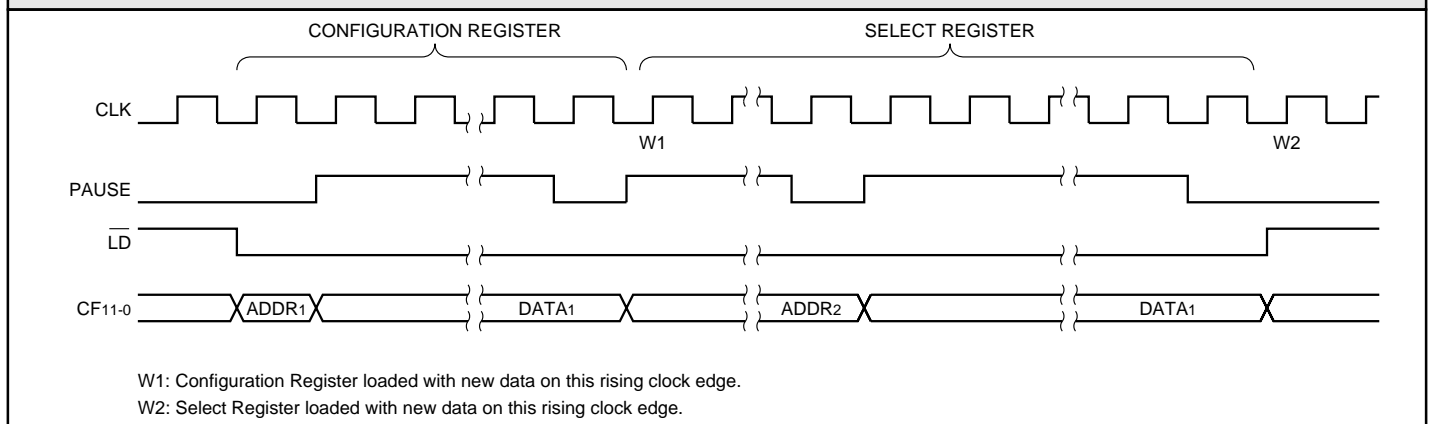 CONFIGURATION REGISTER
SELECT REGISTER
CLK
W1
W2
PAUSE
LD
CF11-0
ADDR1
DATA1
ADDR2
DATA1
W1: Configuration Register loaded with new data on this rising clock edge.
W2: Select Register loaded with new data on this rising clock edge.